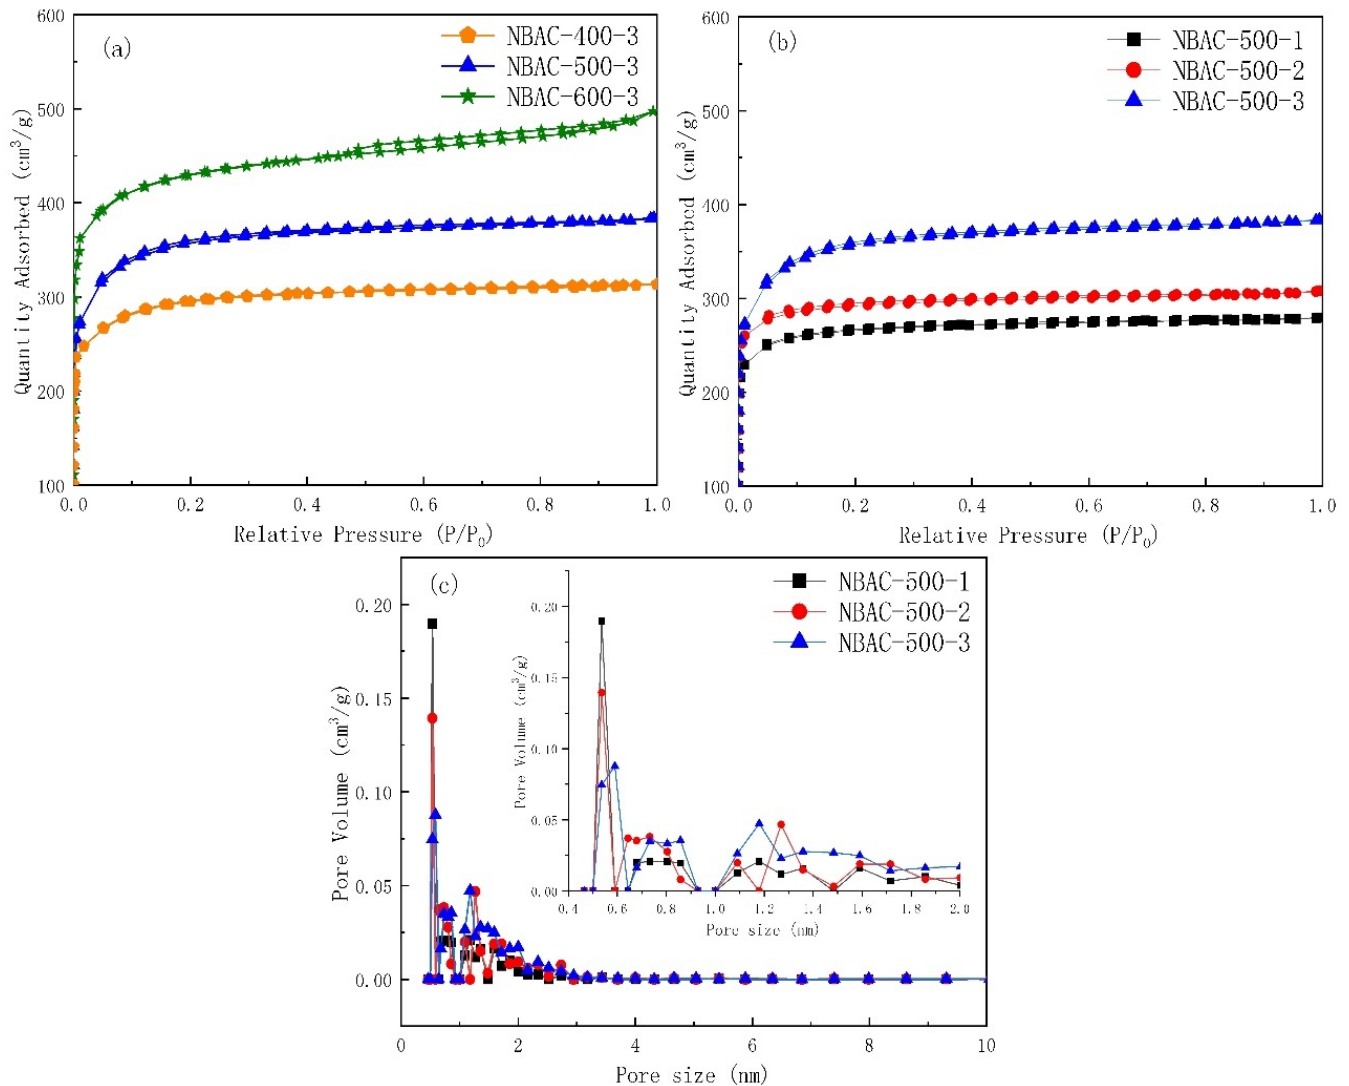 (a)
NBAC-400-3
NBAC-500-3
NBAC-600-3
600
500
400
300
200
100
Quantity Adsorbed (cm³/g)
0.0 0.2 0.4 0.6 0.8 1.0
Relative Pressure (P/P₀)
(b)
NBAC-500-1
NBAC-500-2
NBAC-500-3
600
500
400
300
200
100
Quantity Adsorbed (cm³/g)
0.0 0.2 0.4 0.6 0.8 1.0
Relative Pressure (P/P₀)
(c)
NBAC-500-1
NBAC-500-2
NBAC-500-3
0.20
0.15
0.10
0.05
0.00
Pore Volume (cm³/g)
0.20
0.15
0.10
0.05
0.00
Pore Volume (cm³/g)
0.4 0.6 0.8 1.0 1.2 1.4 1.6 1.8 2.0
Pore size (nm)
0 2 4 6 8 10
Pore size (nm)